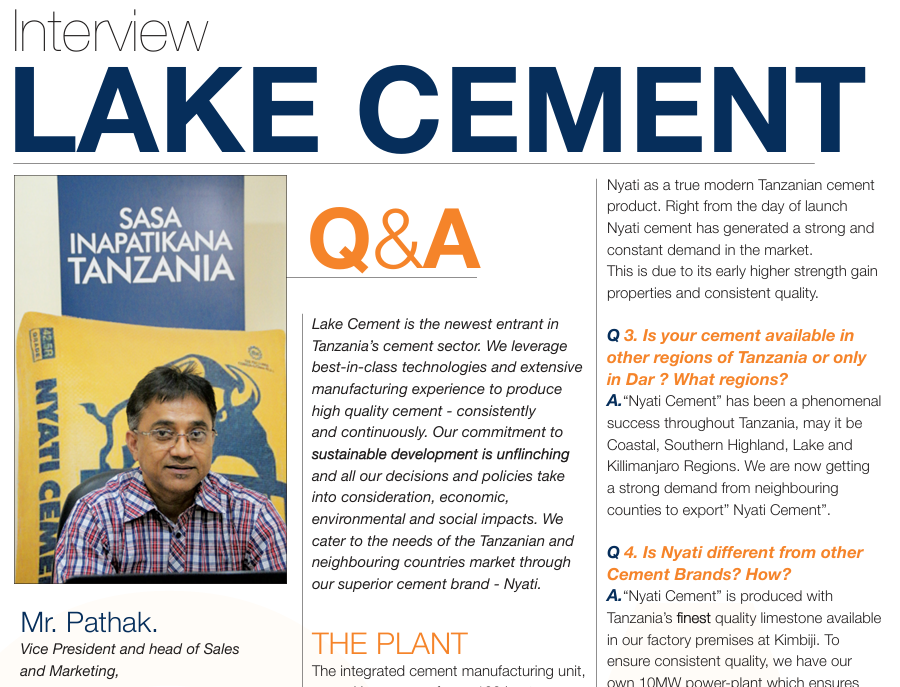 Interview
LAKE CEMENT
SASA
INAPATIKANA
TANZANIA
42.5R
GRADE
NYATI CEME
Mr. Pathak.
Vice President and head of Sales
and Marketing,
Q&A
Lake Cement is the newest entrant in
Tanzania’s cement sector. We leverage
best-in-class technologies and extensive
manufacturing experience to produce
high quality cement - consistently
and continuously. Our commitment to
sustainable development is unflinching
and all our decisions and policies take
into consideration, economic,
environmental and social impacts. We
cater to the needs of the Tanzanian and
neighbouring countries market through
our superior cement brand - Nyati.
THE PLANT
The integrated cement manufacturing unit,
Nyati as a true modern Tanzanian cement
product. Right from the day of launch
Nyati cement has generated a strong and
constant demand in the market.
This is due to its early higher strength gain
properties and consistent quality.
Q 3. Is your cement available in
other regions of Tanzania or only
in Dar ? What regions?
A.“Nyati Cement” has been a phenomenal
success throughout Tanzania, may it be
Coastal, Southern Highland, Lake and
Killimanjaro Regions. We are now getting
a strong demand from neighbouring
counties to export” Nyati Cement”.
Q 4. Is Nyati different from other
Cement Brands? How?
A.“Nyati Cement” is produced with
Tanzania’s finest quality limestone available
in our factory premises at Kimbiji. To
ensure consistent quality, we have our
own 10MW power-plant which ensures